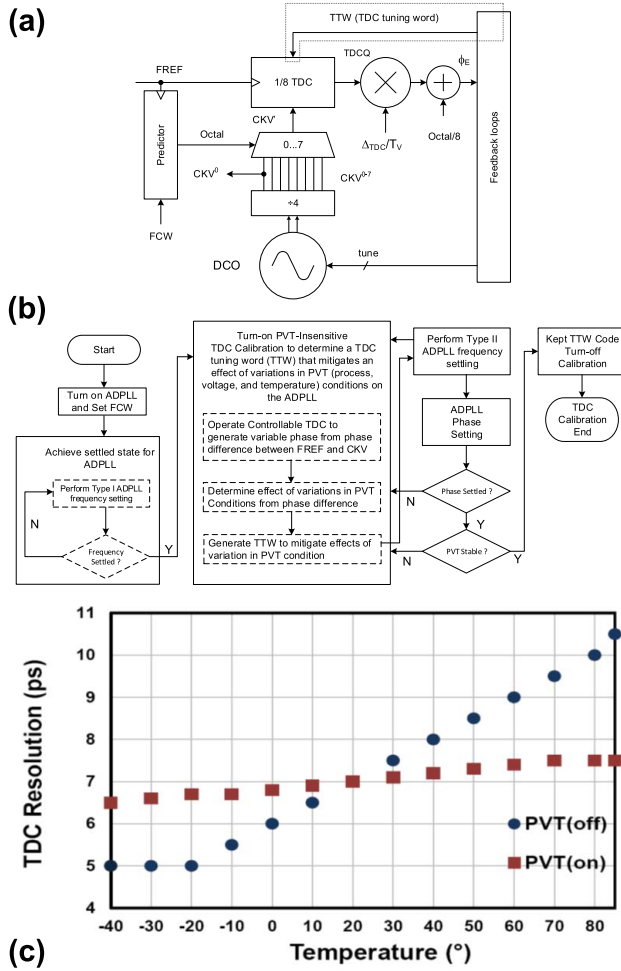 (a)
TTW (TDC tuning word)
FREF
1/8 TDC
TDCQ
ϕE
CKV'
Octal
0...7
ΔTDC/TV
Octal/8
Predictor
Feedback loops
CKV0
CKV0-7
÷4
FCW
DCO
tune
(b)
Start
Turn on ADPLL
and Set FCW
Achieve settled state for
ADPLL
Perform Type I ADPLL
frequency setting
N
Frequency
Settled ?
Y
Turn-on PVT-Insensitive
TDC Calibration to determine a TDC
tuning word (TTW) that mitigates an
effect of variations in PVT (process,
voltage, and temperature) conditions on
the ADPLL
Operate Controllable TDC to
generate variable phase from phase
difference between FREF and CKV
Determine effect of variations in PVT
Conditions from phase difference
Generate TTW to mitigate effects of
variation in PVT condition
Perform Type II
ADPLL frequency
settling
ADPLL
Phase
Setting
Phase Settled ?
N
Y
PVT Stable ?
N
Y
Kept TTW Code
Turn-off
Calibration
TDC
Calibration
End
TDC Resolution (ps)
11
10
9
8
7
6
5
4
PVT(off)
PVT(on)
-40 -30 -20 -10 0 10 20 30 40 50 60 70 80
Temperature (°)
(c)